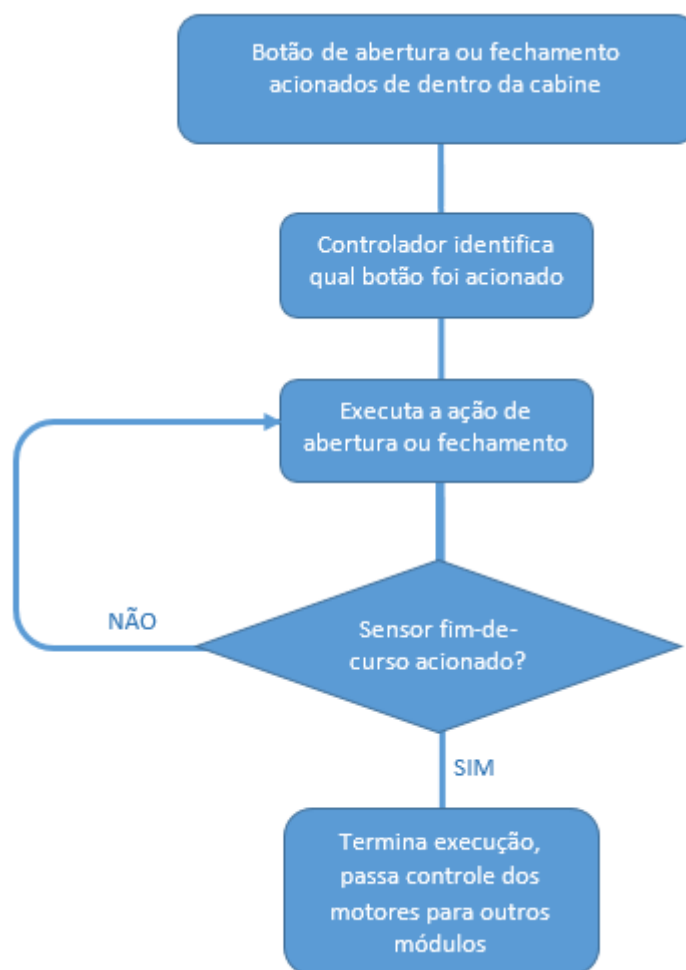 Botão de abertura ou fechamento
acionados de dentro da cabine
Controlador identifica
qual botão foi acionado
Executa a ação de
abertura ou fechamento
NÃO
Sensor fim-de-
curso acionado?
SIM
Termina execução,
passa controle dos
motores para outros
módulos